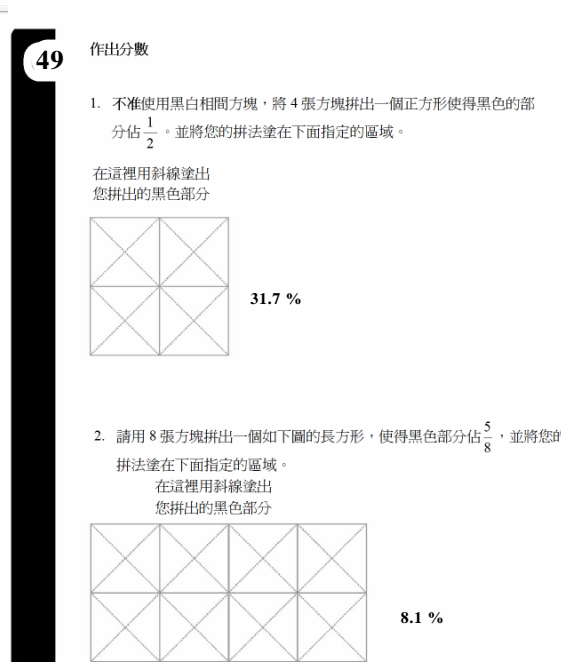 49
作出分數
1. 不准使用黑白相間方塊，將 4 張方塊拼出一個正方形使得黑色的部
分佔 1/2 。並將您的拼法塗在下面指定的區域。
在這裡用斜線塗出
您拼出的黑色部分
31.7 %
2. 請用 8 張方塊拼出一個如下圖的長方形，使得黑色部分佔 5/8 ，並將您的
拼法塗在下面指定的區域。
在這裡用斜線塗出
您拼出的黑色部分
8.1 %